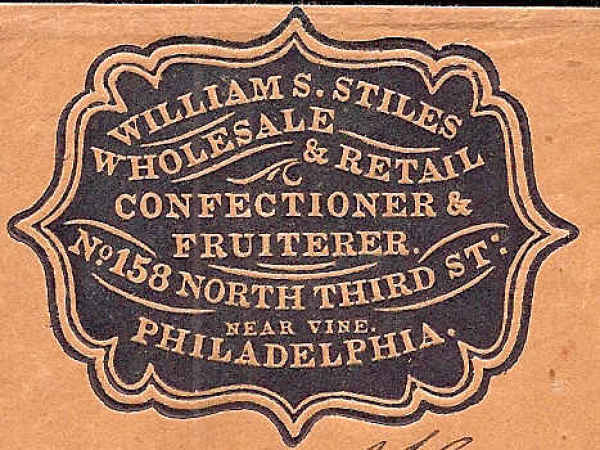 WILLIAM S. STILES
WHOLESALE & RETAIL
CONFECTIONER &
FRUITERER.
No. 158 NORTH THIRD ST:
NEAR VINE.
PHILADELPHIA.